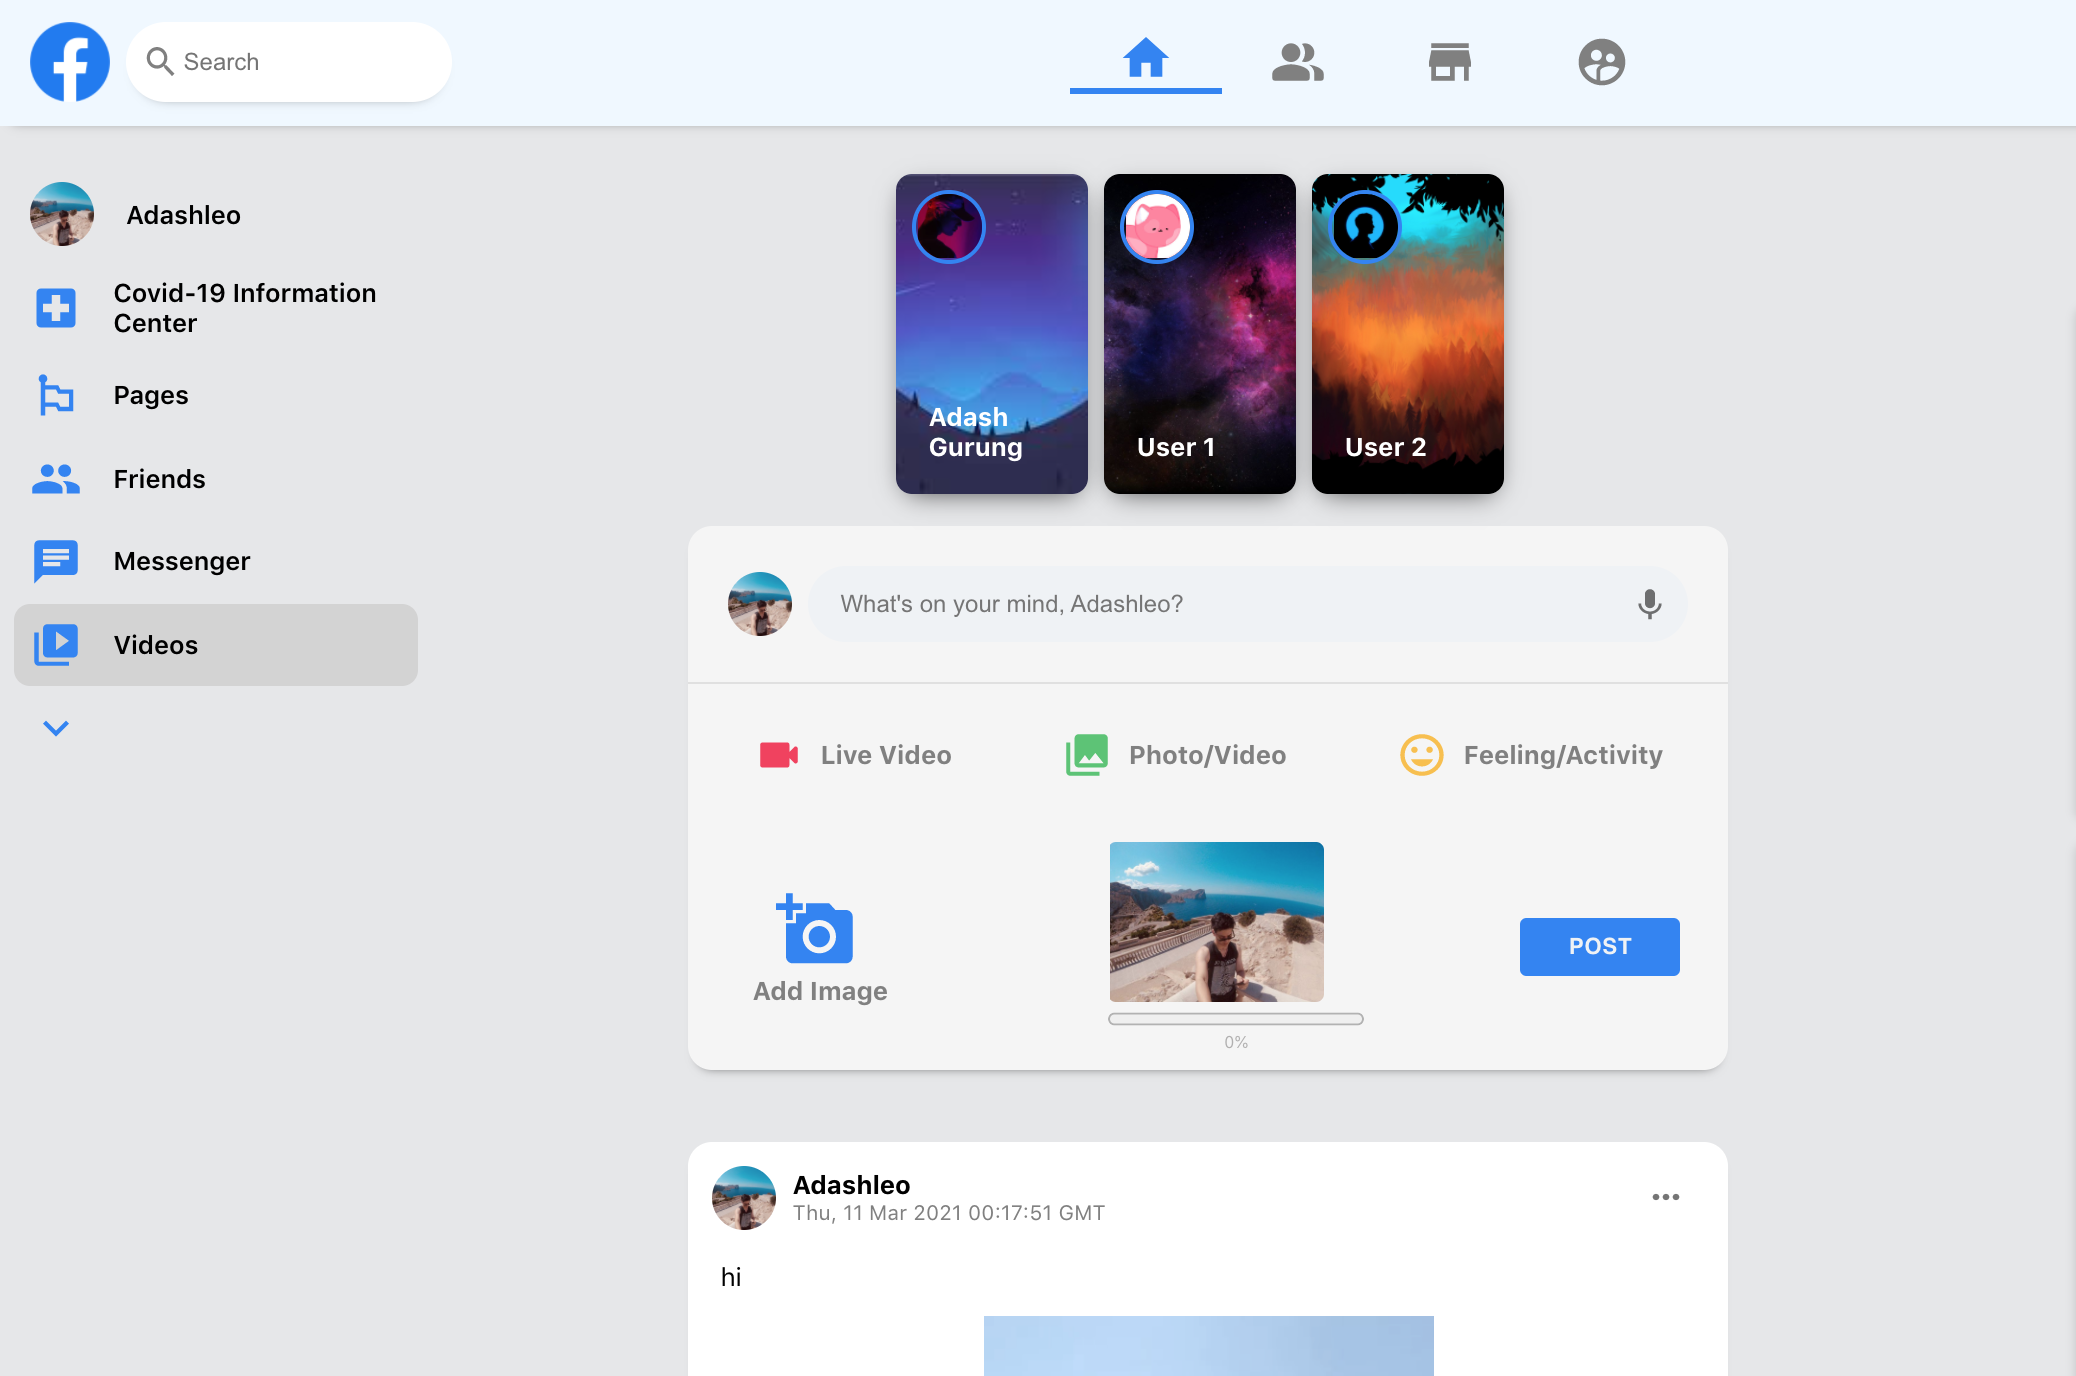 Search
Adashleo
Covid-19 Information
Center
Pages
Friends
Messenger
Videos
Adash
Gurung
User 1
User 2
What's on your mind, Adashleo?
Live Video
Photo/Video
Feeling/Activity
Add Image
0%
POST
Adashleo
Thu, 11 Mar 2021 00:17:51 GMT
hi